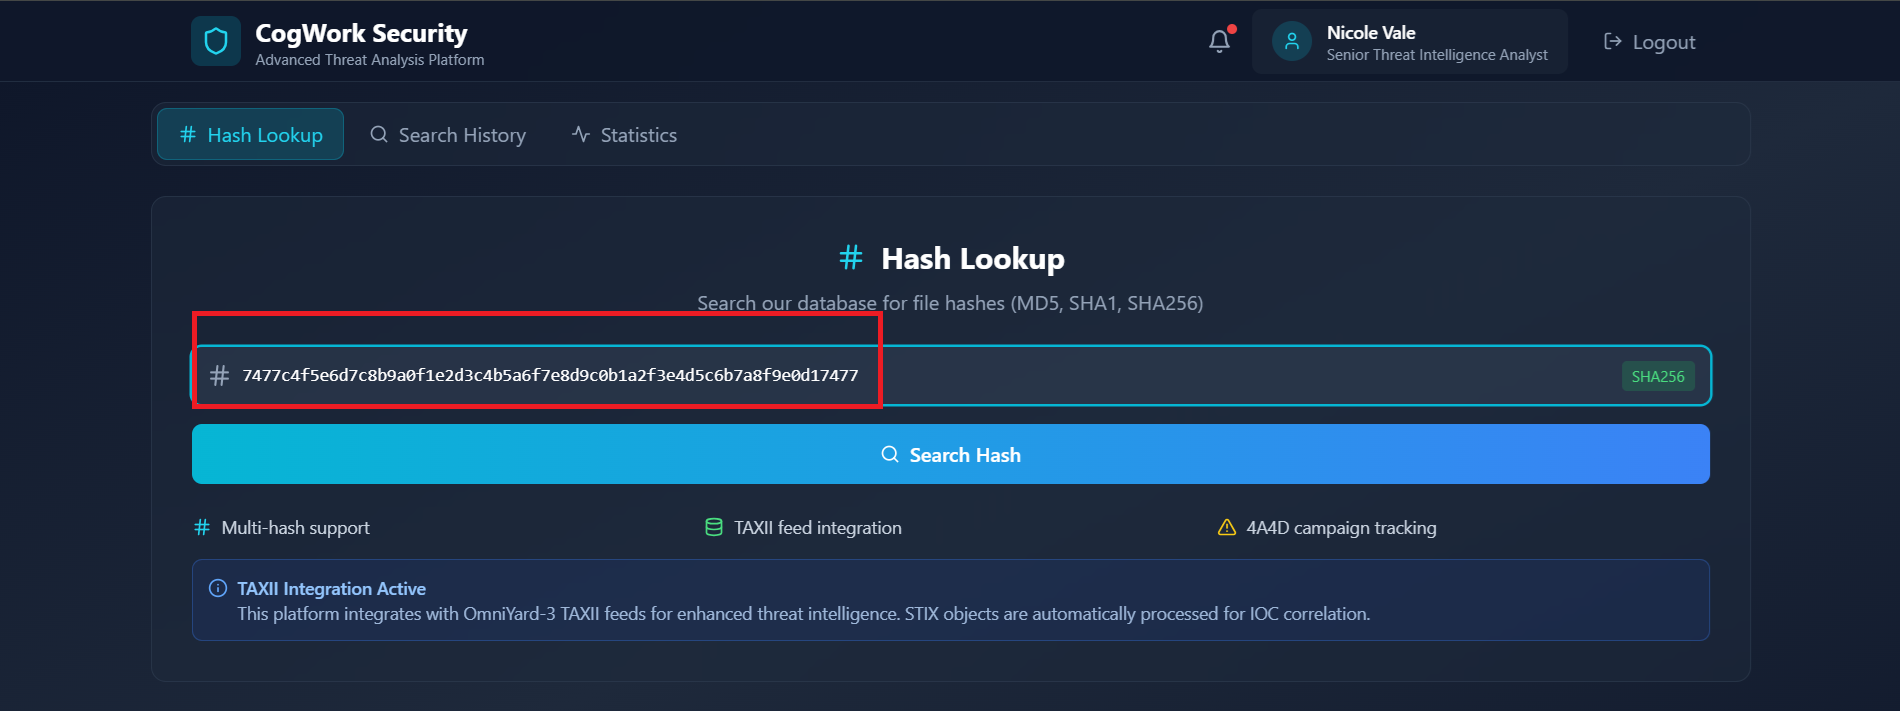 CogWork Security
Advanced Threat Analysis Platform
Nicole Vale
Senior Threat Intelligence Analyst
Logout
Hash Lookup
Search History
Statistics
Hash Lookup
Search our database for file hashes (MD5, SHA1, SHA256)
7477c4f5e6d7c8b9a0f1e2d3c4b5a6f7e8d9c0b1a2f3e4d5c6b7a8f9e0d17477
SHA256
Search Hash
Multi-hash support
TAXII feed integration
4A4D campaign tracking
TAXII Integration Active
This platform integrates with OmniYard-3 TAXII feeds for enhanced threat intelligence. STIX objects are automatically processed for IOC correlation.